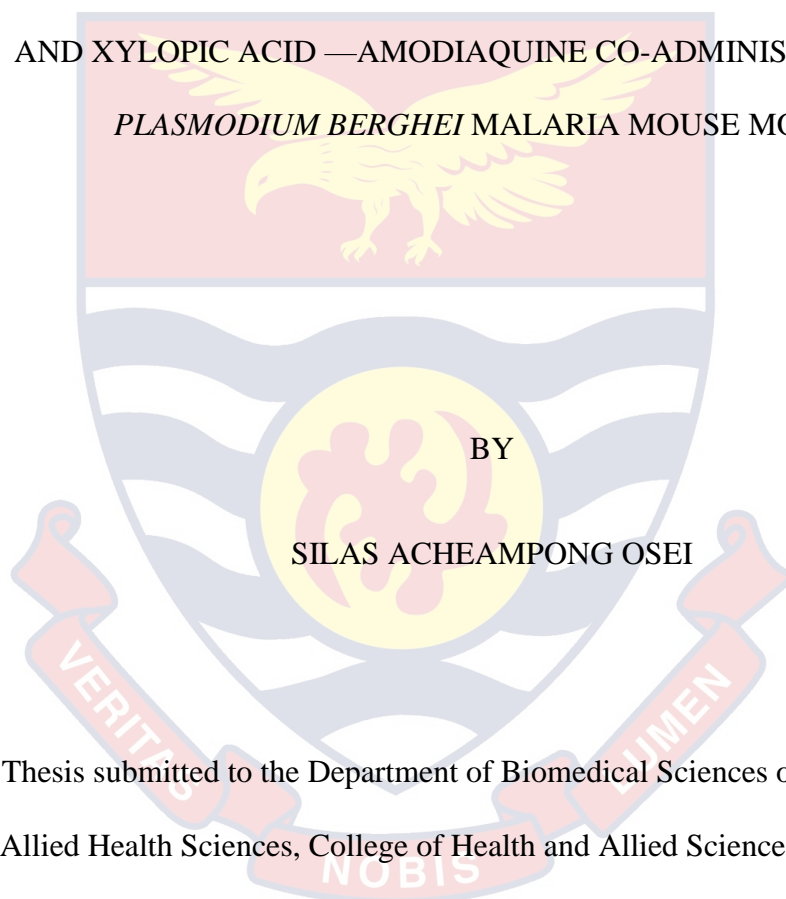 AND XYLOPIC ACID —AMODIAQUINE CO-ADMINIS
PLASMODIUM BERGHEI MALARIA MOUSE MO
BY
SILAS ACHEAMPONG OSEI
VERITAS
NOBIS
LUMEN
Thesis submitted to the Department of Biomedical Sciences o
Allied Health Sciences, College of Health and Allied Science